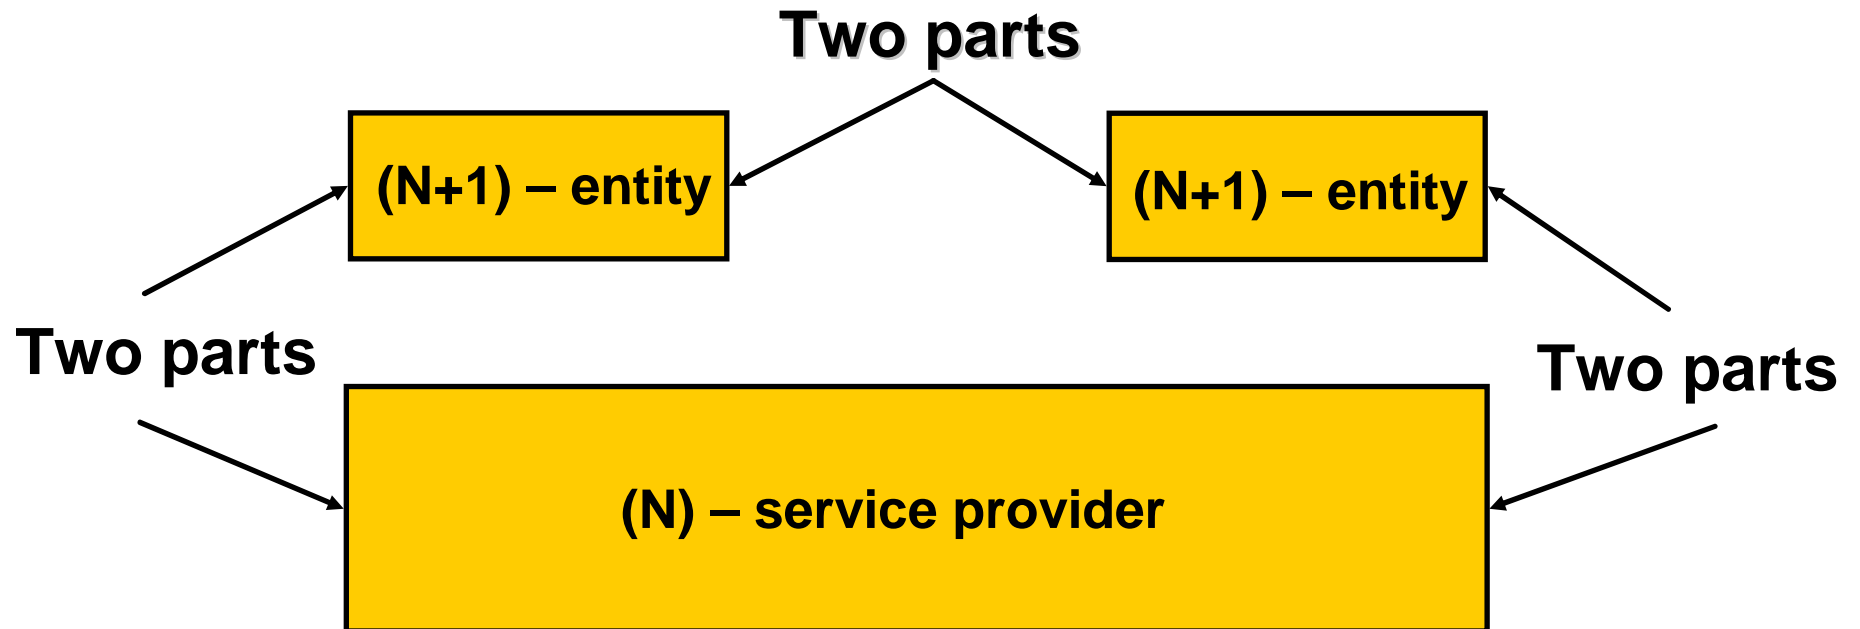 Two parts
(N+1) – entity
(N+1) – entity
Two parts
Two parts
(N) – service provider